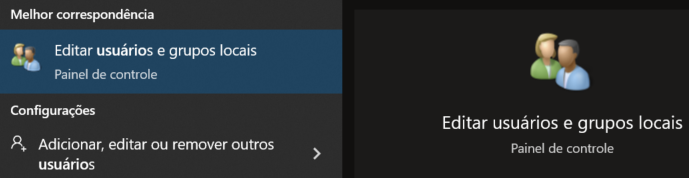 Melhor correspondência
Editar usuários e grupos locais
Painel de controle
Configurações
Adicionar, editar ou remover outros
usuários
Editar usuários e grupos locais
Painel de controle